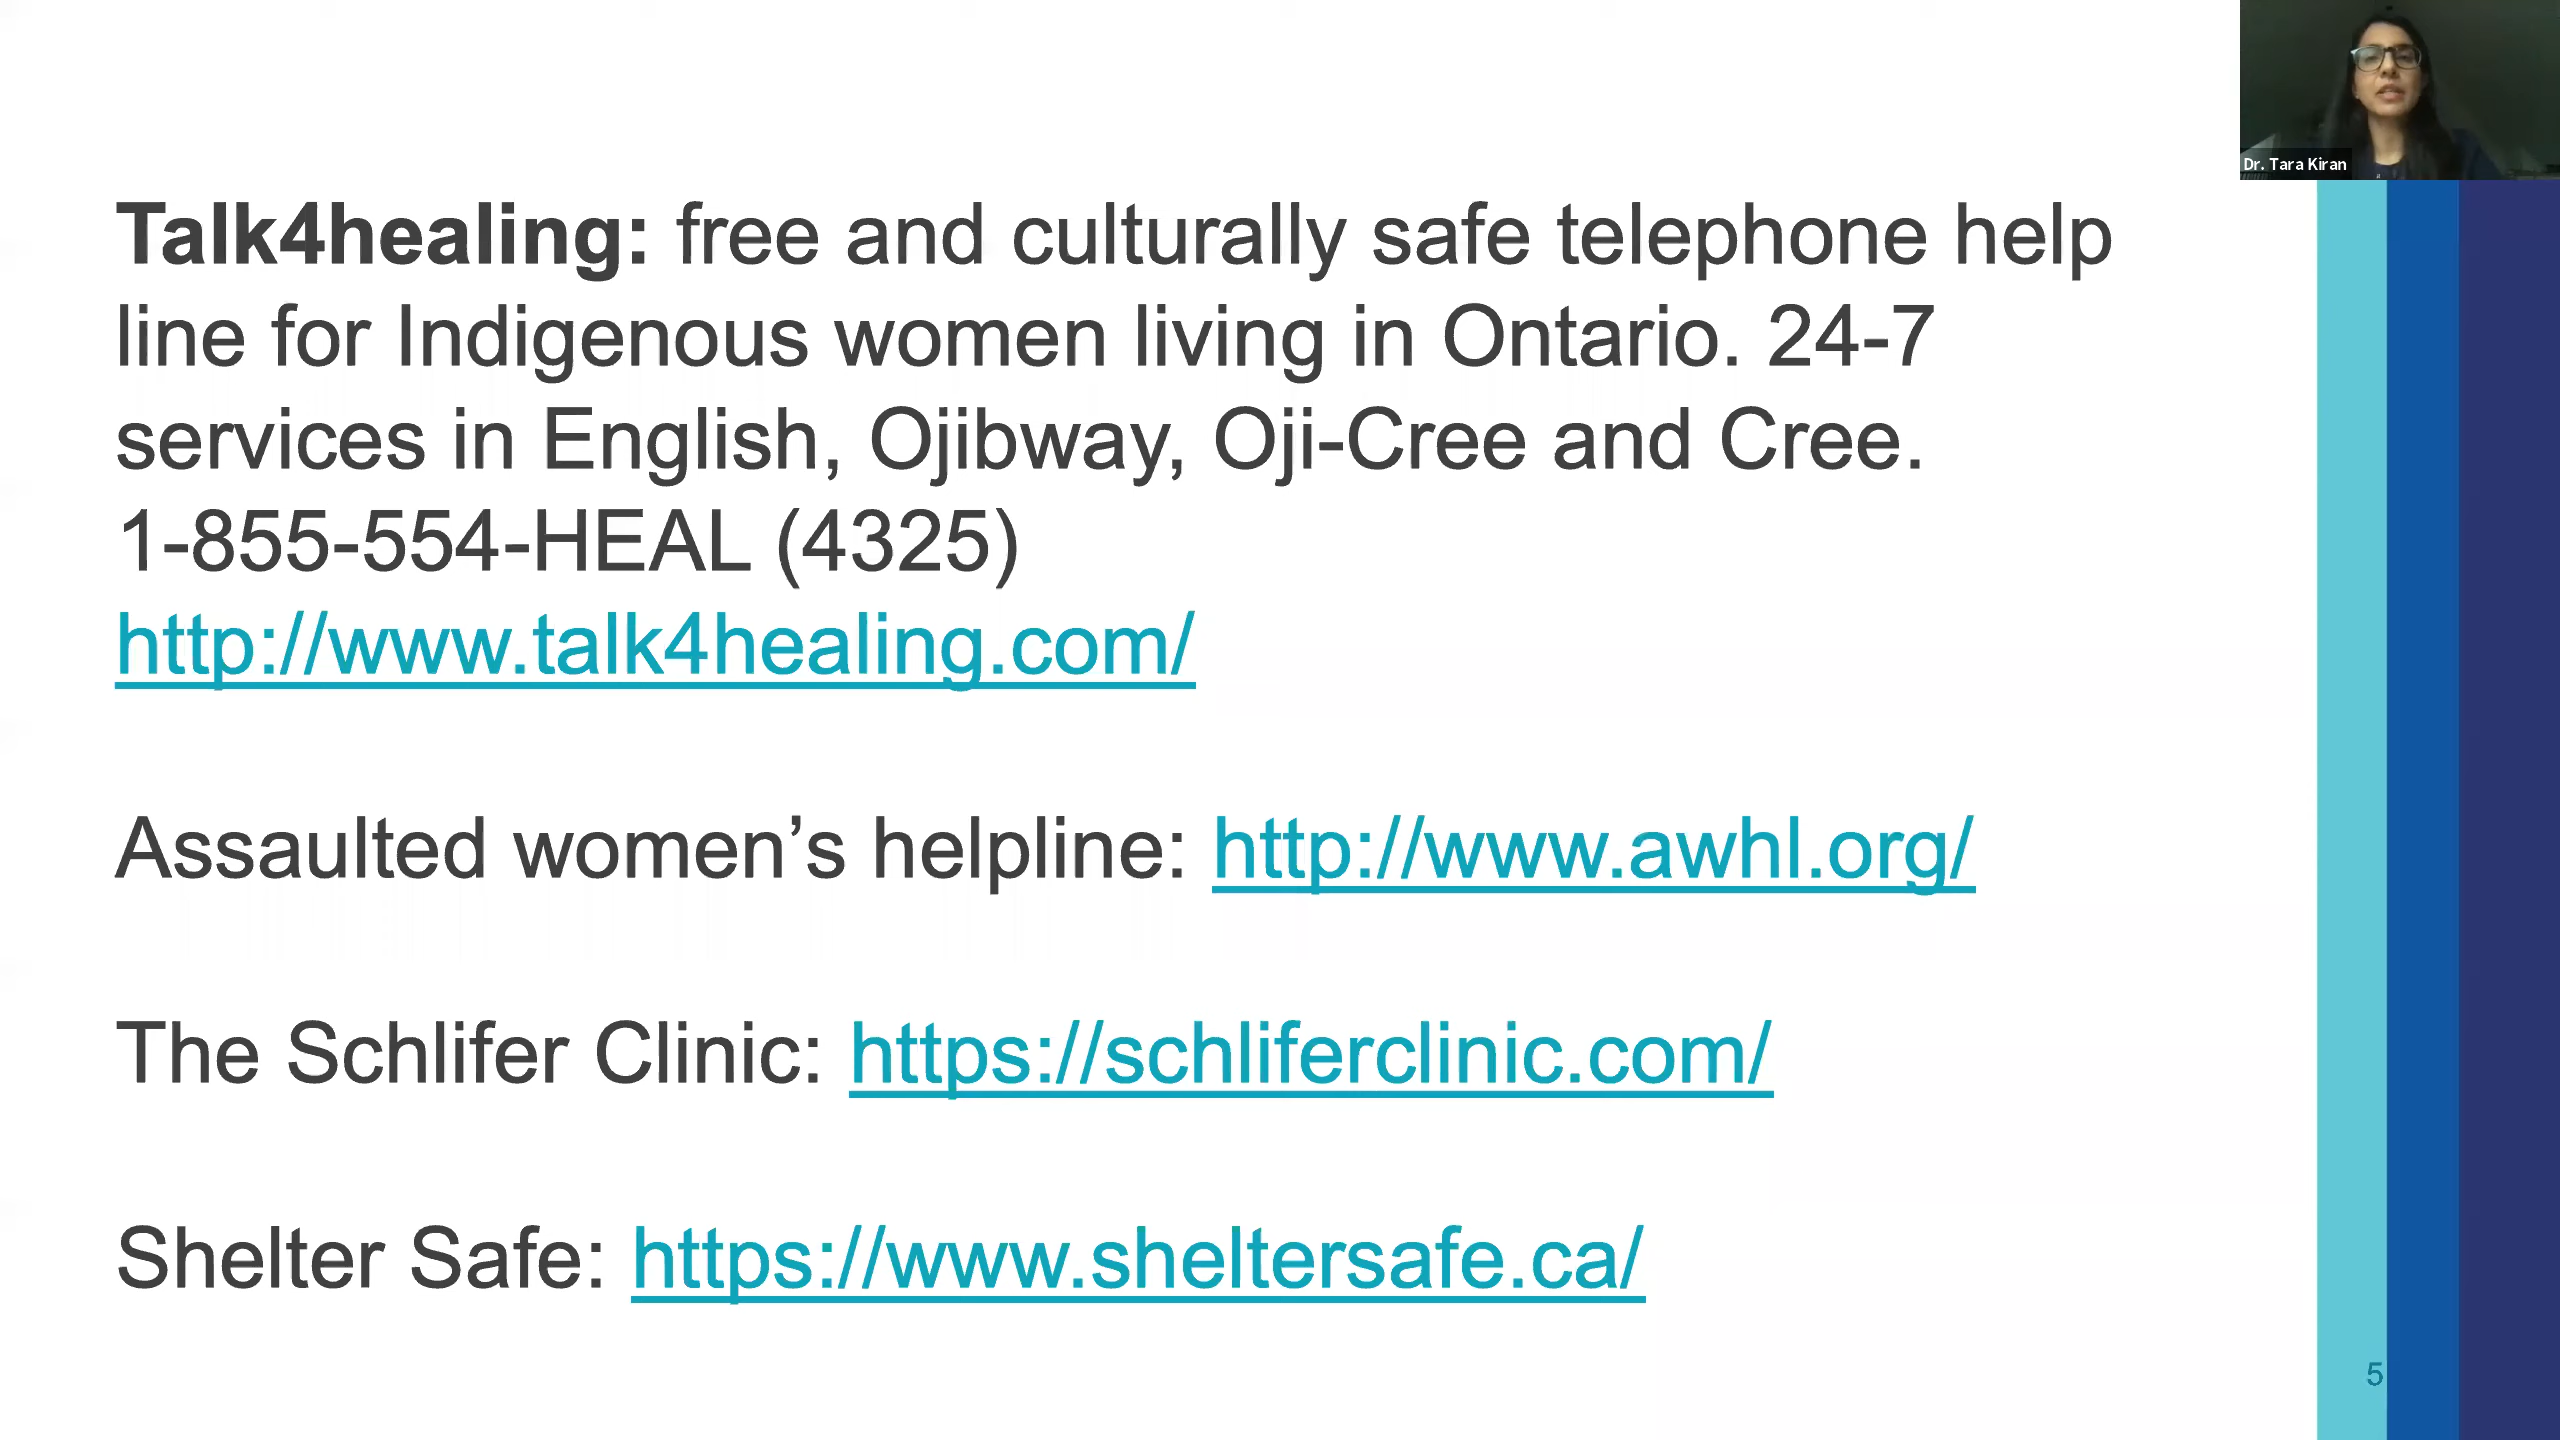 Dr. Tara Kiran
Talk4healing: free and culturally safe telephone help
line for Indigenous women living in Ontario. 24-7
services in English, Ojibway, Oji-Cree and Cree.
1-855-554-HEAL (4325)
http://www.talk4healing.com/
Assaulted women’s helpline: http://www.awhl.org/
The Schlifer Clinic: https://schliferclinic.com/
Shelter Safe: https://www.sheltersafe.ca/
5